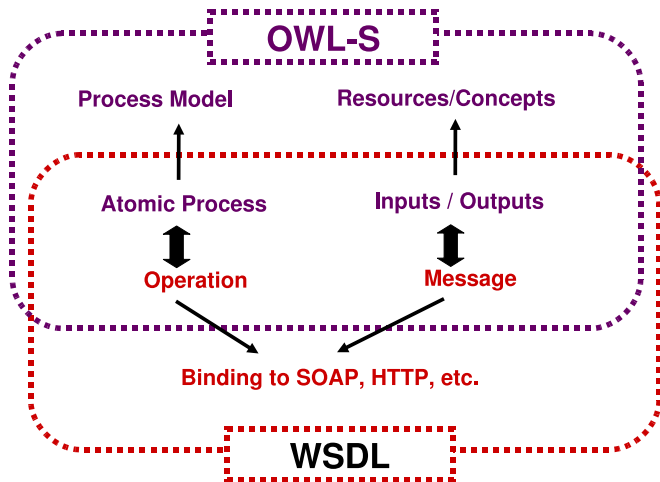 OWL-S
Process Model
Resources/Concepts
Atomic Process
Inputs / Outputs
Operation
Message
Binding to SOAP, HTTP, etc.
WSDL